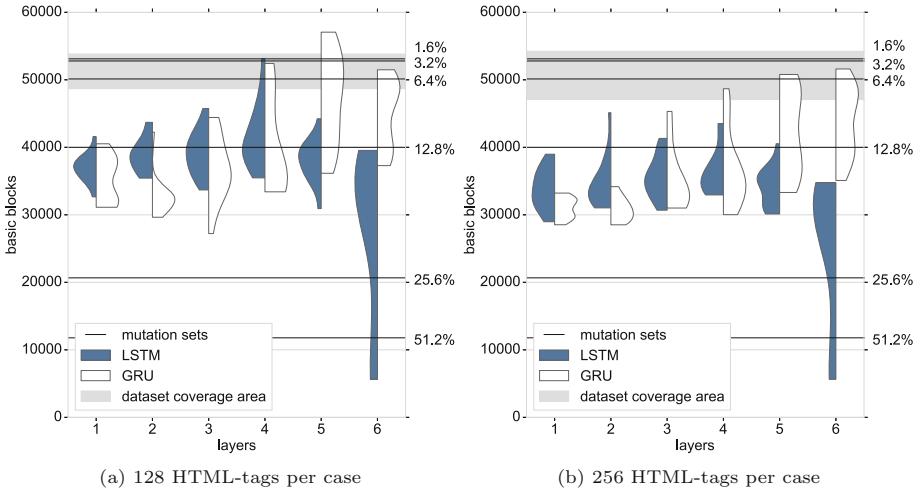 60000
50000
40000
30000
20000
10000
0
basic blocks
1.6%
3.2%
6.4%
12.8%
25.6%
51.2%
mutation sets
LSTM
GRU
dataset coverage area
1 2 3 4 5 6
layers
(a) 128 HTML-tags per case
60000
50000
40000
30000
20000
10000
0
basic blocks
1.6%
3.2%
6.4%
12.8%
25.6%
51.2%
mutation sets
LSTM
GRU
dataset coverage area
1 2 3 4 5 6
layers
(b) 256 HTML-tags per case